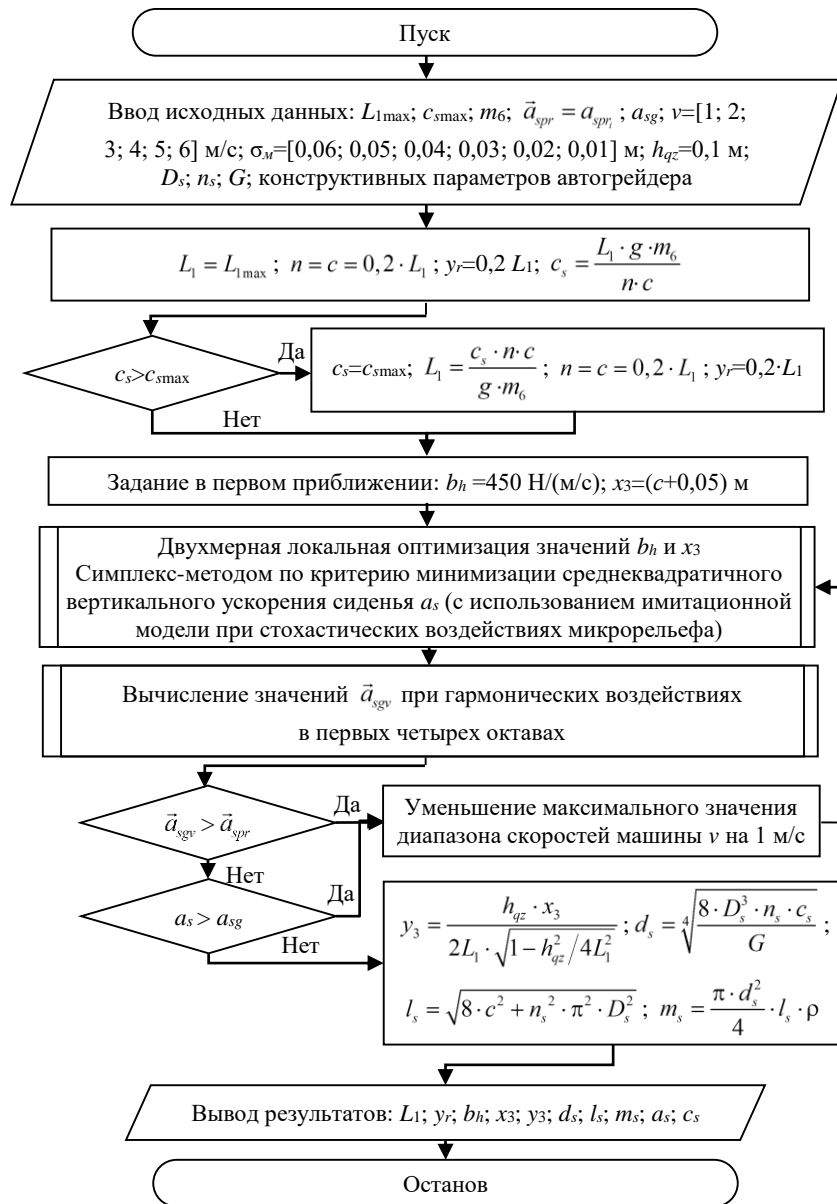 Пуск
Ввод исходных данных: L1max; csmax; m6; a⃗spr = aspri ; asg; v=[1; 2;
3; 4; 5; 6] м/с; σм=[0,06; 0,05; 0,04; 0,03; 0,02; 0,01] м; hqz=0,1 м;
Ds; ns; G; конструктивных параметров автогрейдера
L1 = L1max ; n = c = 0,2 · L1 ; yr=0,2 L1; cs = (L1 · g · m6)/(n · c)
cs>csmax
Да
cs=csmax; L1 = (cs · n · c)/(g · m6) ; n = c = 0,2 · L1 ; yr=0,2·L1
Нет
Задание в первом приближении: bh =450 Н/(м/с); x3=(c+0,05) м
Двухмерная локальная оптимизация значений bh и x3
Симплекс-методом по критерию минимизации среднеквадратичного
вертикального ускорения сиденья as (с использованием имитационной
модели при стохастических воздействиях микрорельефа)
Вычисление значений a⃗sgv при гармонических воздействиях
в первых четырех октавах
a⃗sgv > a⃗spr
Да
Уменьшение максимального значения
диапазона скоростей машины v на 1 м/с
Нет
as > asg
Да
Нет
y3 = (hqz · x3)/(2L1 · √(1 − hqz²/4L1²)) ; ds = ⁴√((8 · Ds³ · ns · cs)/G) ;
ls = √(8 · c² + ns² · π² · Ds²) ; ms = (π · ds²)/4 · ls · ρ
Вывод результатов: L1; yr; bh; x3; y3; ds; ls; ms; as; cs
Останов